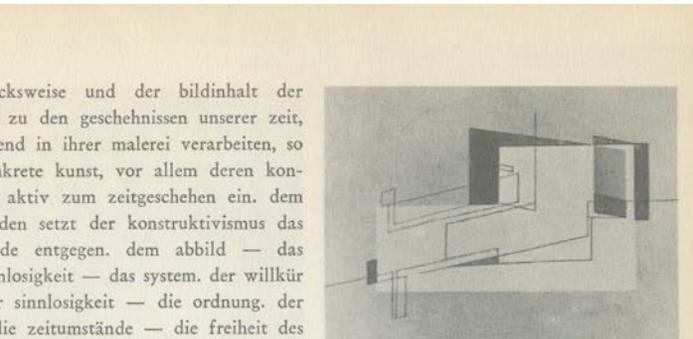 cksweise und der bildinhalt der
zu den geschehnissen unserer zeit,
end in ihrer malerei verarbeiten, so
nkrete kunst, vor allem deren kon-
aktiv zum zeitgeschehen ein. dem
den setzt der konstruktivismus das
de entgegen. dem abbild — das
nlosigkeit — das system. der willkür
r sinnlosigkeit — die ordnung. der
die zeitumstände — die freiheit des